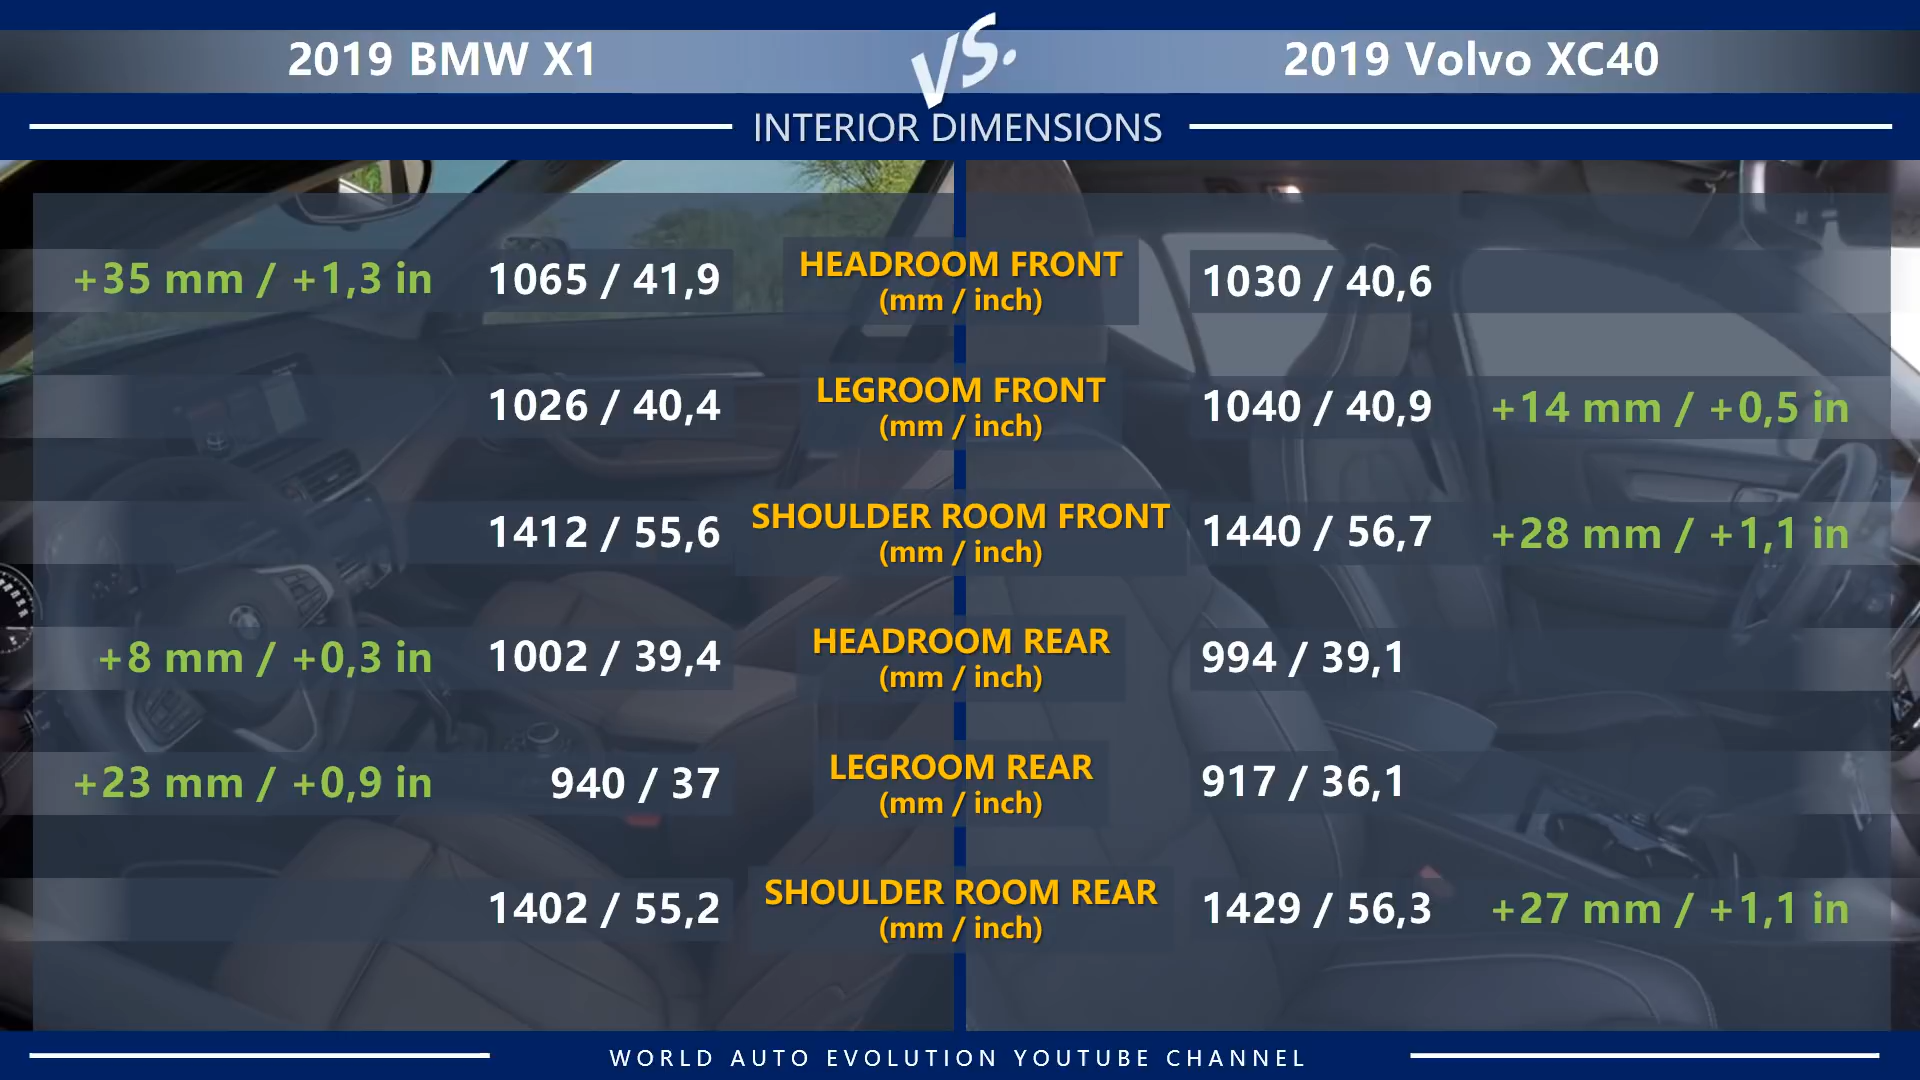 2019 BMW X1
VS.
2019 Volvo XC40
INTERIOR DIMENSIONS
+35 mm / +1,3 in
1065 / 41,9
HEADROOM FRONT
(mm / inch)
1030 / 40,6
1026 / 40,4
LEGROOM FRONT
(mm / inch)
1040 / 40,9
+14 mm / +0,5 in
1412 / 55,6
SHOULDER ROOM FRONT
(mm / inch)
1440 / 56,7
+28 mm / +1,1 in
+8 mm / +0,3 in
1002 / 39,4
HEADROOM REAR
(mm / inch)
994 / 39,1
+23 mm / +0,9 in
940 / 37
LEGROOM REAR
(mm / inch)
917 / 36,1
1402 / 55,2
SHOULDER ROOM REAR
(mm / inch)
1429 / 56,3
+27 mm / +1,1 in
WORLD AUTO EVOLUTION YOUTUBE CHANNEL